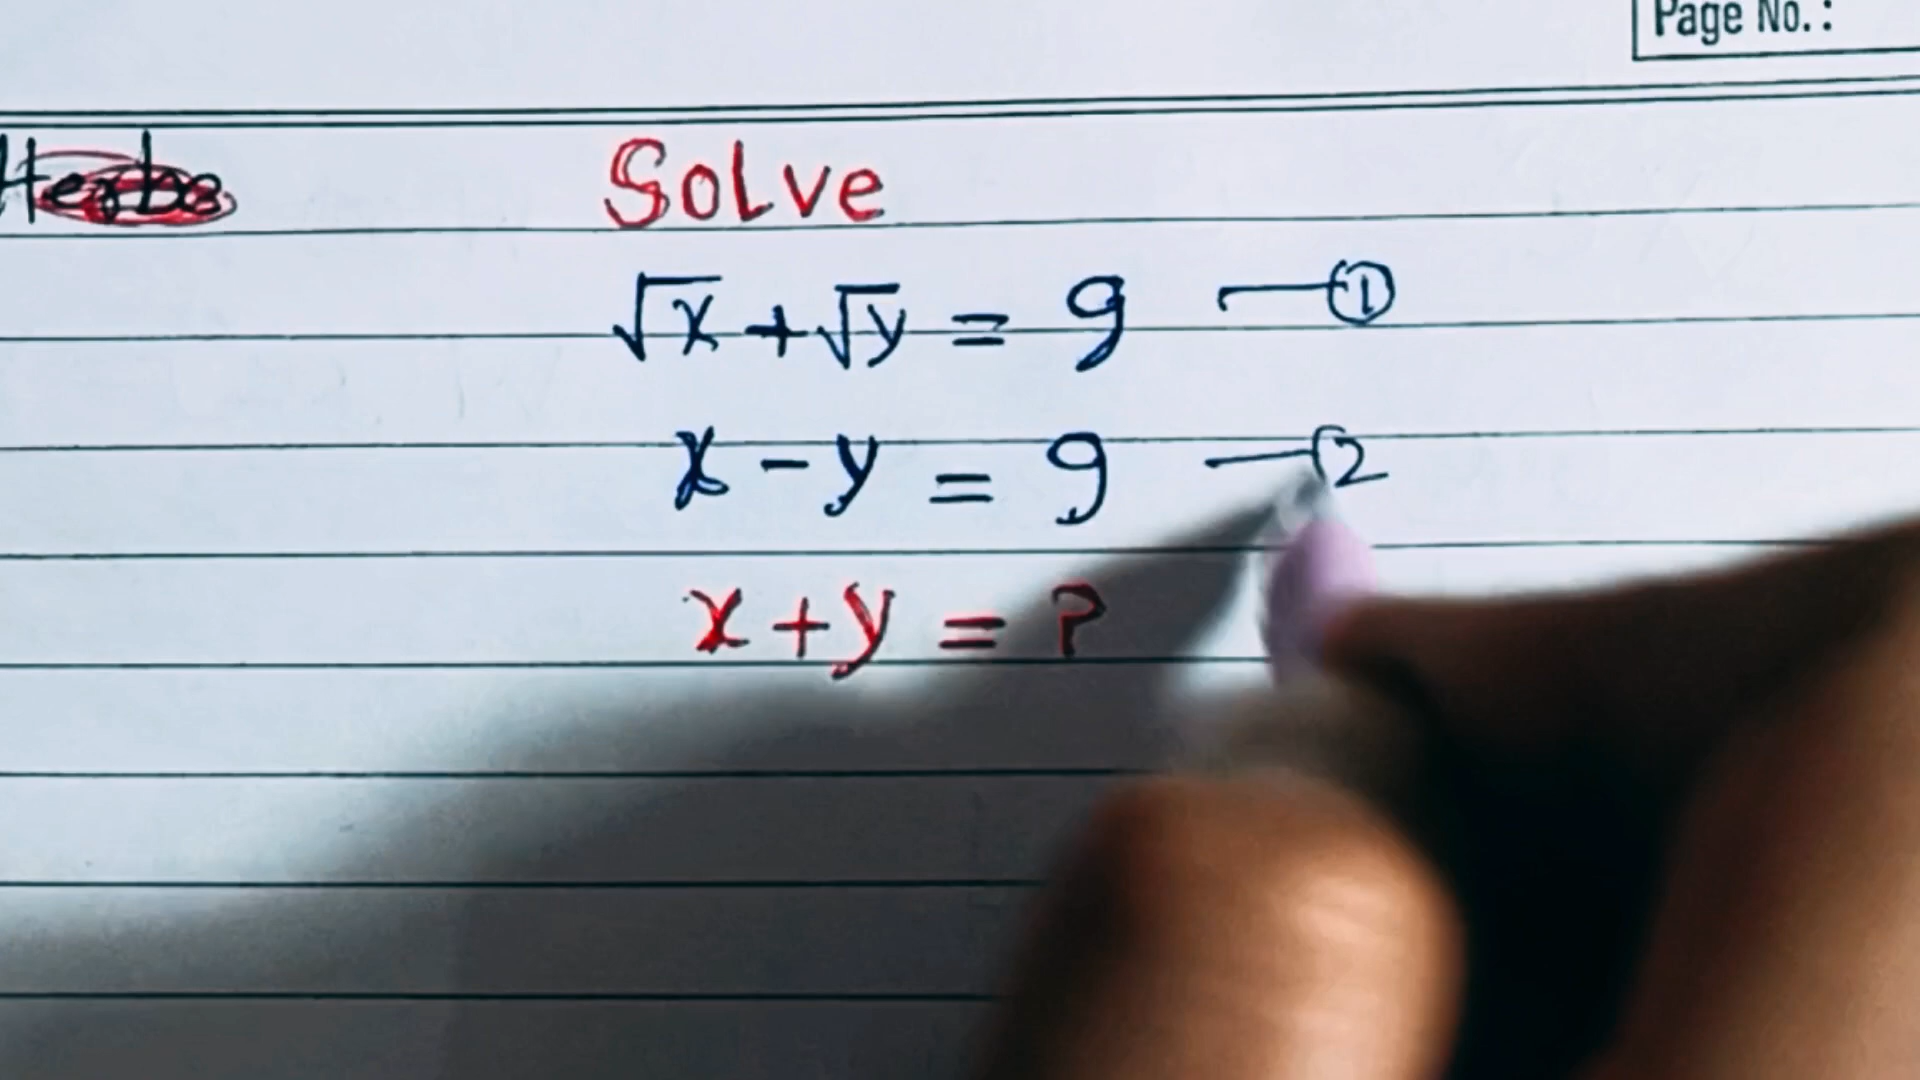 Page No. :
Solve
√x + √y = 9 — ①
x - y = 9 — ②
x + y = ?